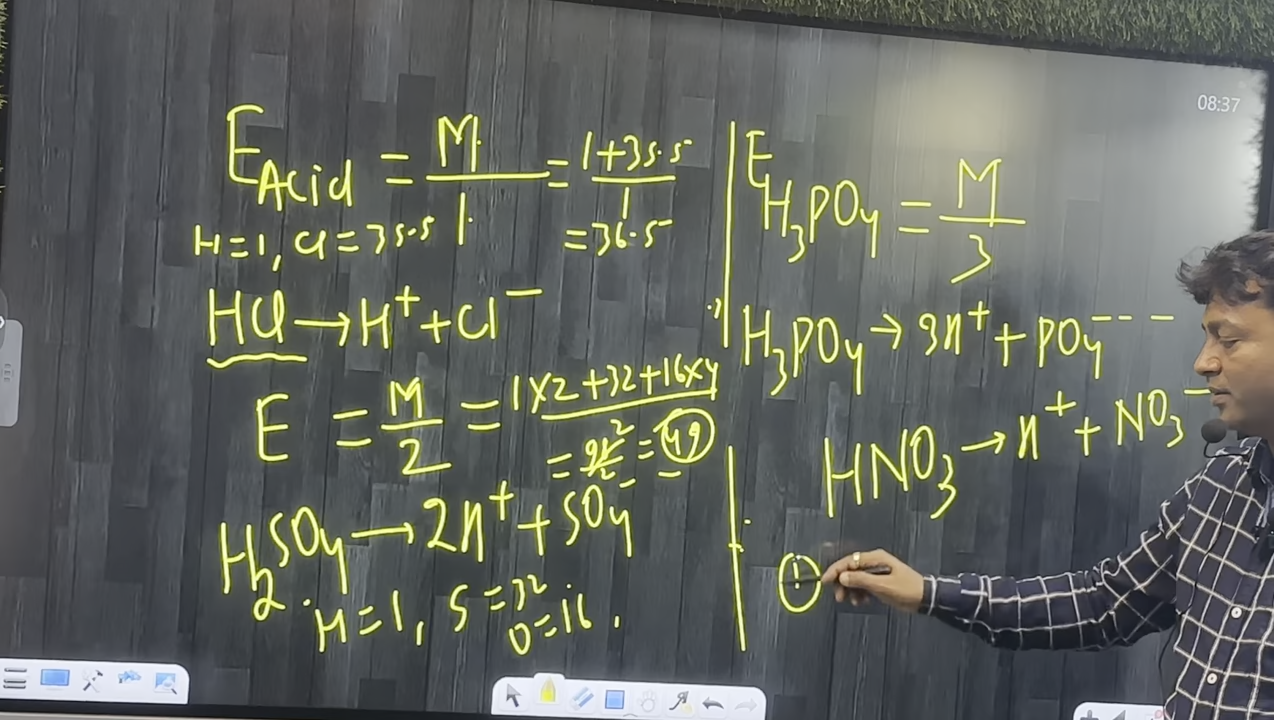 08:37
E_Acid = M/1 = 1+35.5/1
H=1, Cl=35.5
=36.5
HCl → H⁺ + Cl⁻
E = M/2 = 1×2+32+16×4/2
= 98/2 = 49
H₂SO₄ → 2H⁺ + SO₄⁻⁻
H=1, S=32
O=16.
E_H₃PO₄ = M/3
H₃PO₄ → 3H⁺ + PO₄⁻⁻⁻
HNO₃ → H⁺ + NO₃⁻
①